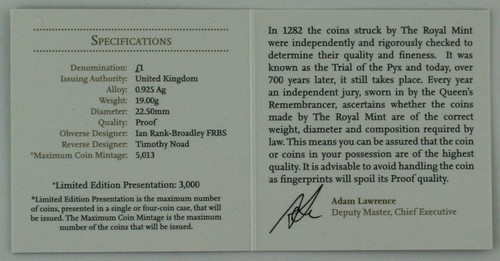 SPECIFICATIONS
Denomination: £1
Issuing Authority: United Kingdom
Alloy: 0.925 Ag
Weight: 19.00g
Diameter: 22.50mm
Quality: Proof
Obverse Designer: Ian Rank-Broadley FRBS
Reverse Designer: Timothy Noad
*Maximum Coin Mintage: 5,013
*Limited Edition Presentation: 3,000
*Limited Edition Presentation is the maximum number
of coins, presented in a single or four-coin case, that will
be issued. The Maximum Coin Mintage is the maximum
number of the coins that will be issued.
In 1282 the coins struck by The Royal Mint
were independently and rigorously checked to
determine their quality and fineness. It was
known as the Trial of the Pyx and today, over
700 years later, it still takes place. Every year
an independent jury, sworn in by the Queen's
Remembrancer, ascertains whether the coins
made by The Royal Mint are of the correct
weight, diameter and composition required by
law. This means you can be assured that the coin
or coins in your possession are of the highest
quality. It is advisable to avoid handling the coin
as fingerprints will spoil its Proof quality.
Adam Lawrence
Deputy Master, Chief Executive